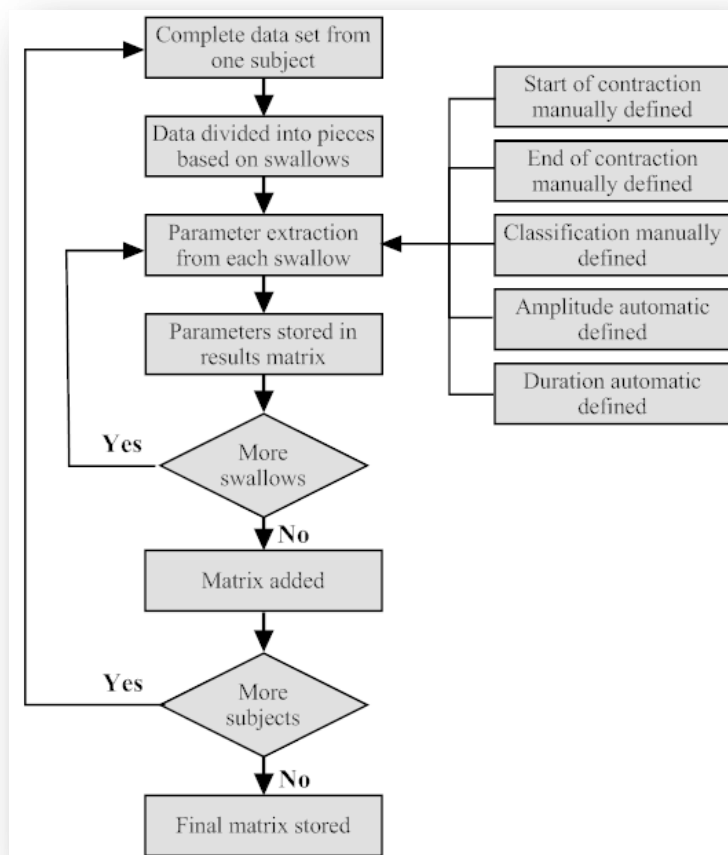 Complete data set from
one subject
Data divided into pieces
based on swallows
Parameter extraction
from each swallow
Parameters stored in
results matrix
Yes
More
swallows
No
Matrix added
Yes
More
subjects
No
Final matrix stored
Start of contraction
manually defined
End of contraction
manually defined
Classification manually
defined
Amplitude automatic
defined
Duration automatic
defined